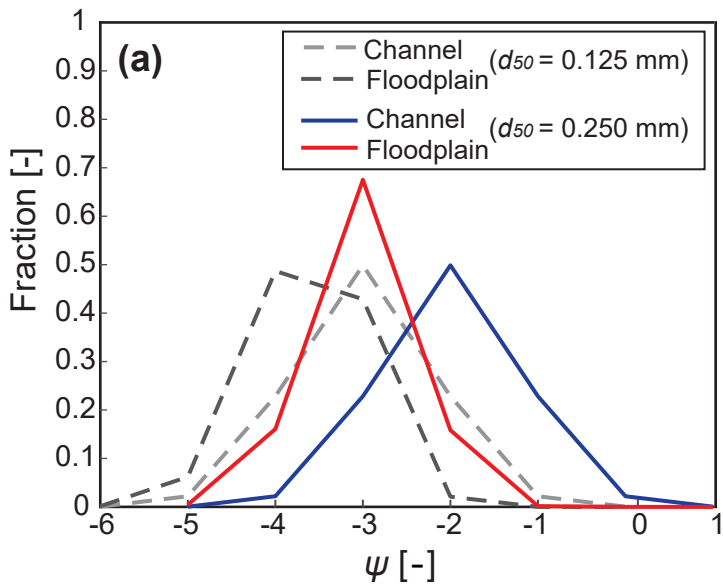 (a)
Channel
Floodplain
(d50 = 0.125 mm)
Channel
Floodplain
(d50 = 0.250 mm)
Fraction [-]
1
0.9
0.8
0.7
0.6
0.5
0.4
0.3
0.2
0.1
0
-6 -5 -4 -3 -2 -1 0 1
ψ [-]